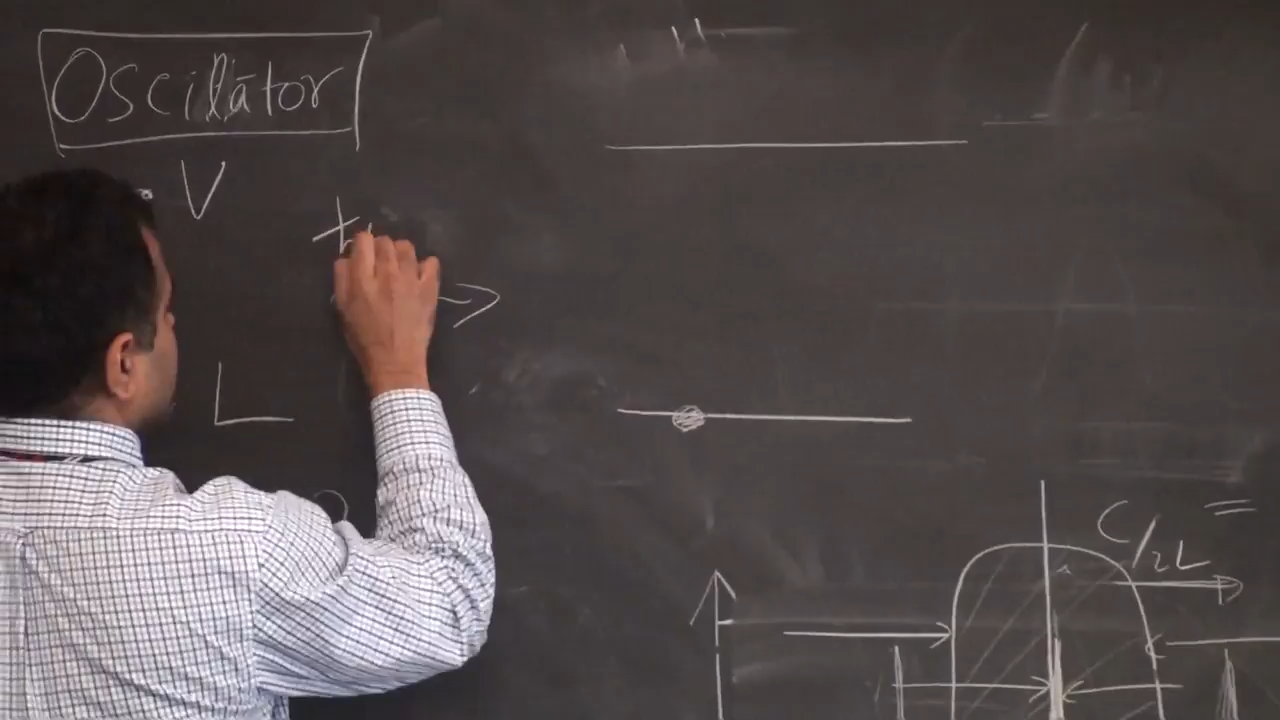 Oscillator
V
L
C/2L =